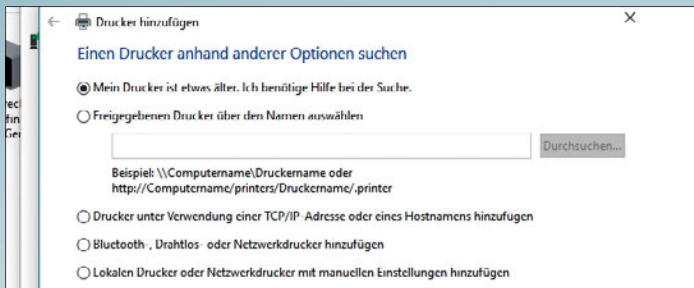 Drucker hinzufügen
Einen Drucker anhand anderer Optionen suchen
Mein Drucker ist etwas älter. Ich benötige Hilfe bei der Suche.
Freigegebenen Drucker über den Namen auswählen
Durchsuchen...
Beispiel: \\Computername\Druckername oder
http://Computername/printers/Druckername/.printer
Drucker unter Verwendung einer TCP/IP-Adresse oder eines Hostnamens hinzufügen
Bluetooth-, Drahtlos- oder Netzwerkdrucker hinzufügen
Lokalen Drucker oder Netzwerkdrucker mit manuellen Einstellungen hinzufügen